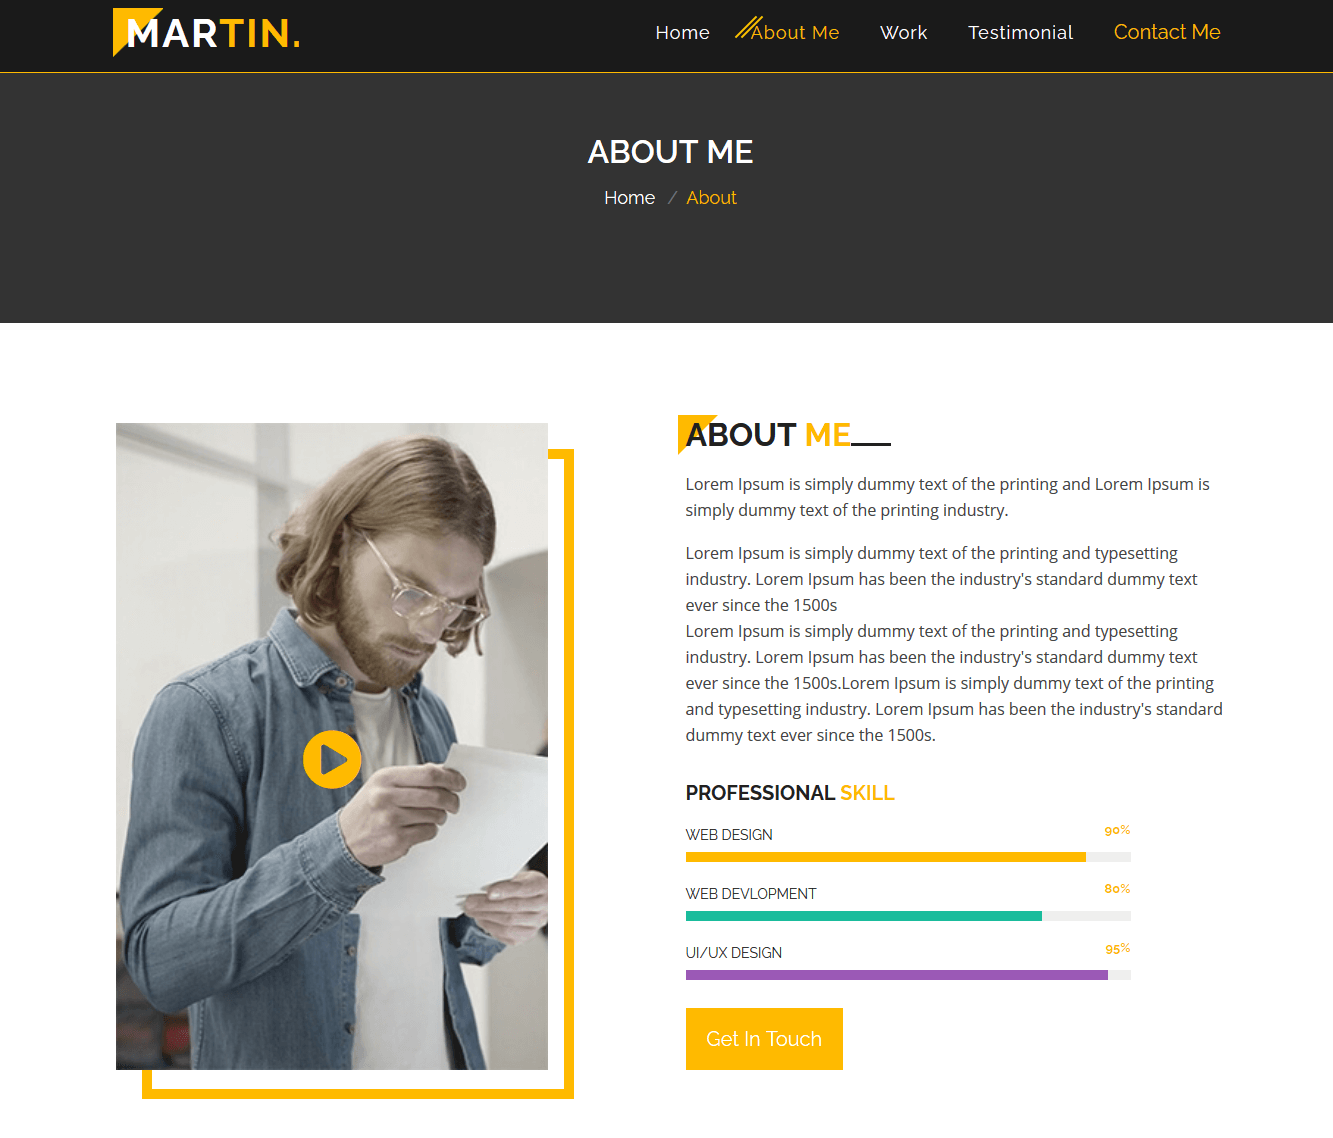 MARTIN.
Home About Me Work Testimonial Contact Me
ABOUT ME
Home / About
ABOUT ME
Lorem Ipsum is simply dummy text of the printing and Lorem Ipsum is
simply dummy text of the printing industry.
Lorem Ipsum is simply dummy text of the printing and typesetting
industry. Lorem Ipsum has been the industry's standard dummy text
ever since the 1500s
Lorem Ipsum is simply dummy text of the printing and typesetting
industry. Lorem Ipsum has been the industry's standard dummy text
ever since the 1500s.Lorem Ipsum is simply dummy text of the printing
and typesetting industry. Lorem Ipsum has been the industry's standard
dummy text ever since the 1500s.
PROFESSIONAL SKILL
WEB DESIGN 90%
WEB DEVLOPMENT 80%
UI/UX DESIGN 95%
Get In Touch